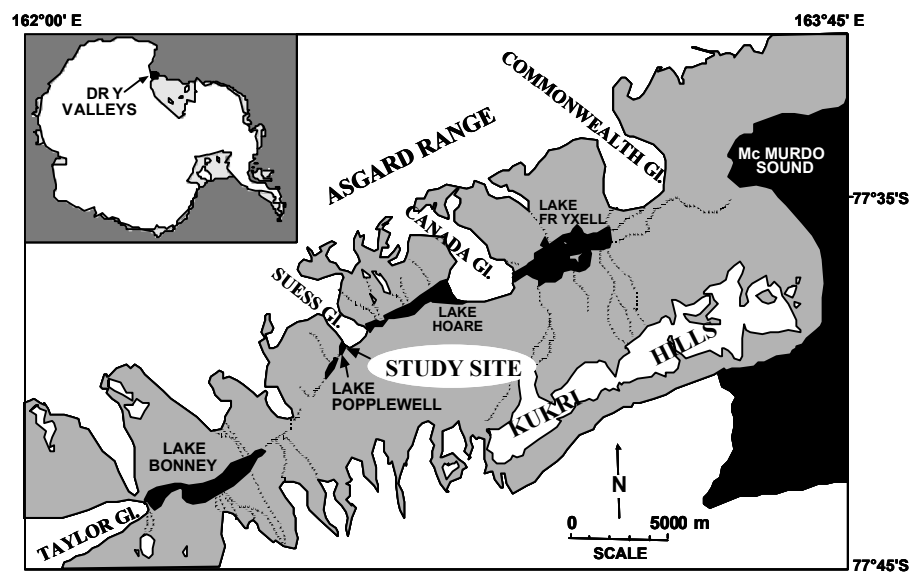 162°00' E
163°45' E
DR Y
VALLEYS
COMMONWEALTH Gl.
ASGARD RANGE
Mc MURDO
SOUND
77°35'S
LAKE
FR YXELL
CANADA Gl.
SUESS Gl.
LAKE
HOARE
STUDY SITE
HILLS
KUKRI
LAKE
POPPLEWELL
LAKE
BONNEY
TAYLOR Gl.
N
0 5000 m
SCALE
77°45'S